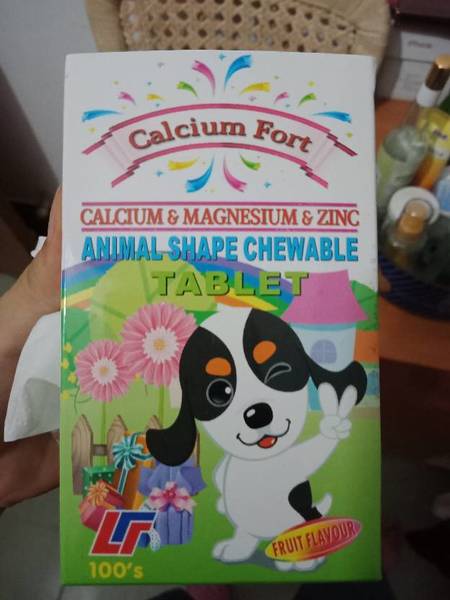 Calcium Fort
CALCIUM & MAGNESIUM & ZINC
ANIMAL SHAPE CHEWABLE
TABLET
FRUIT FLAVOUR
100's